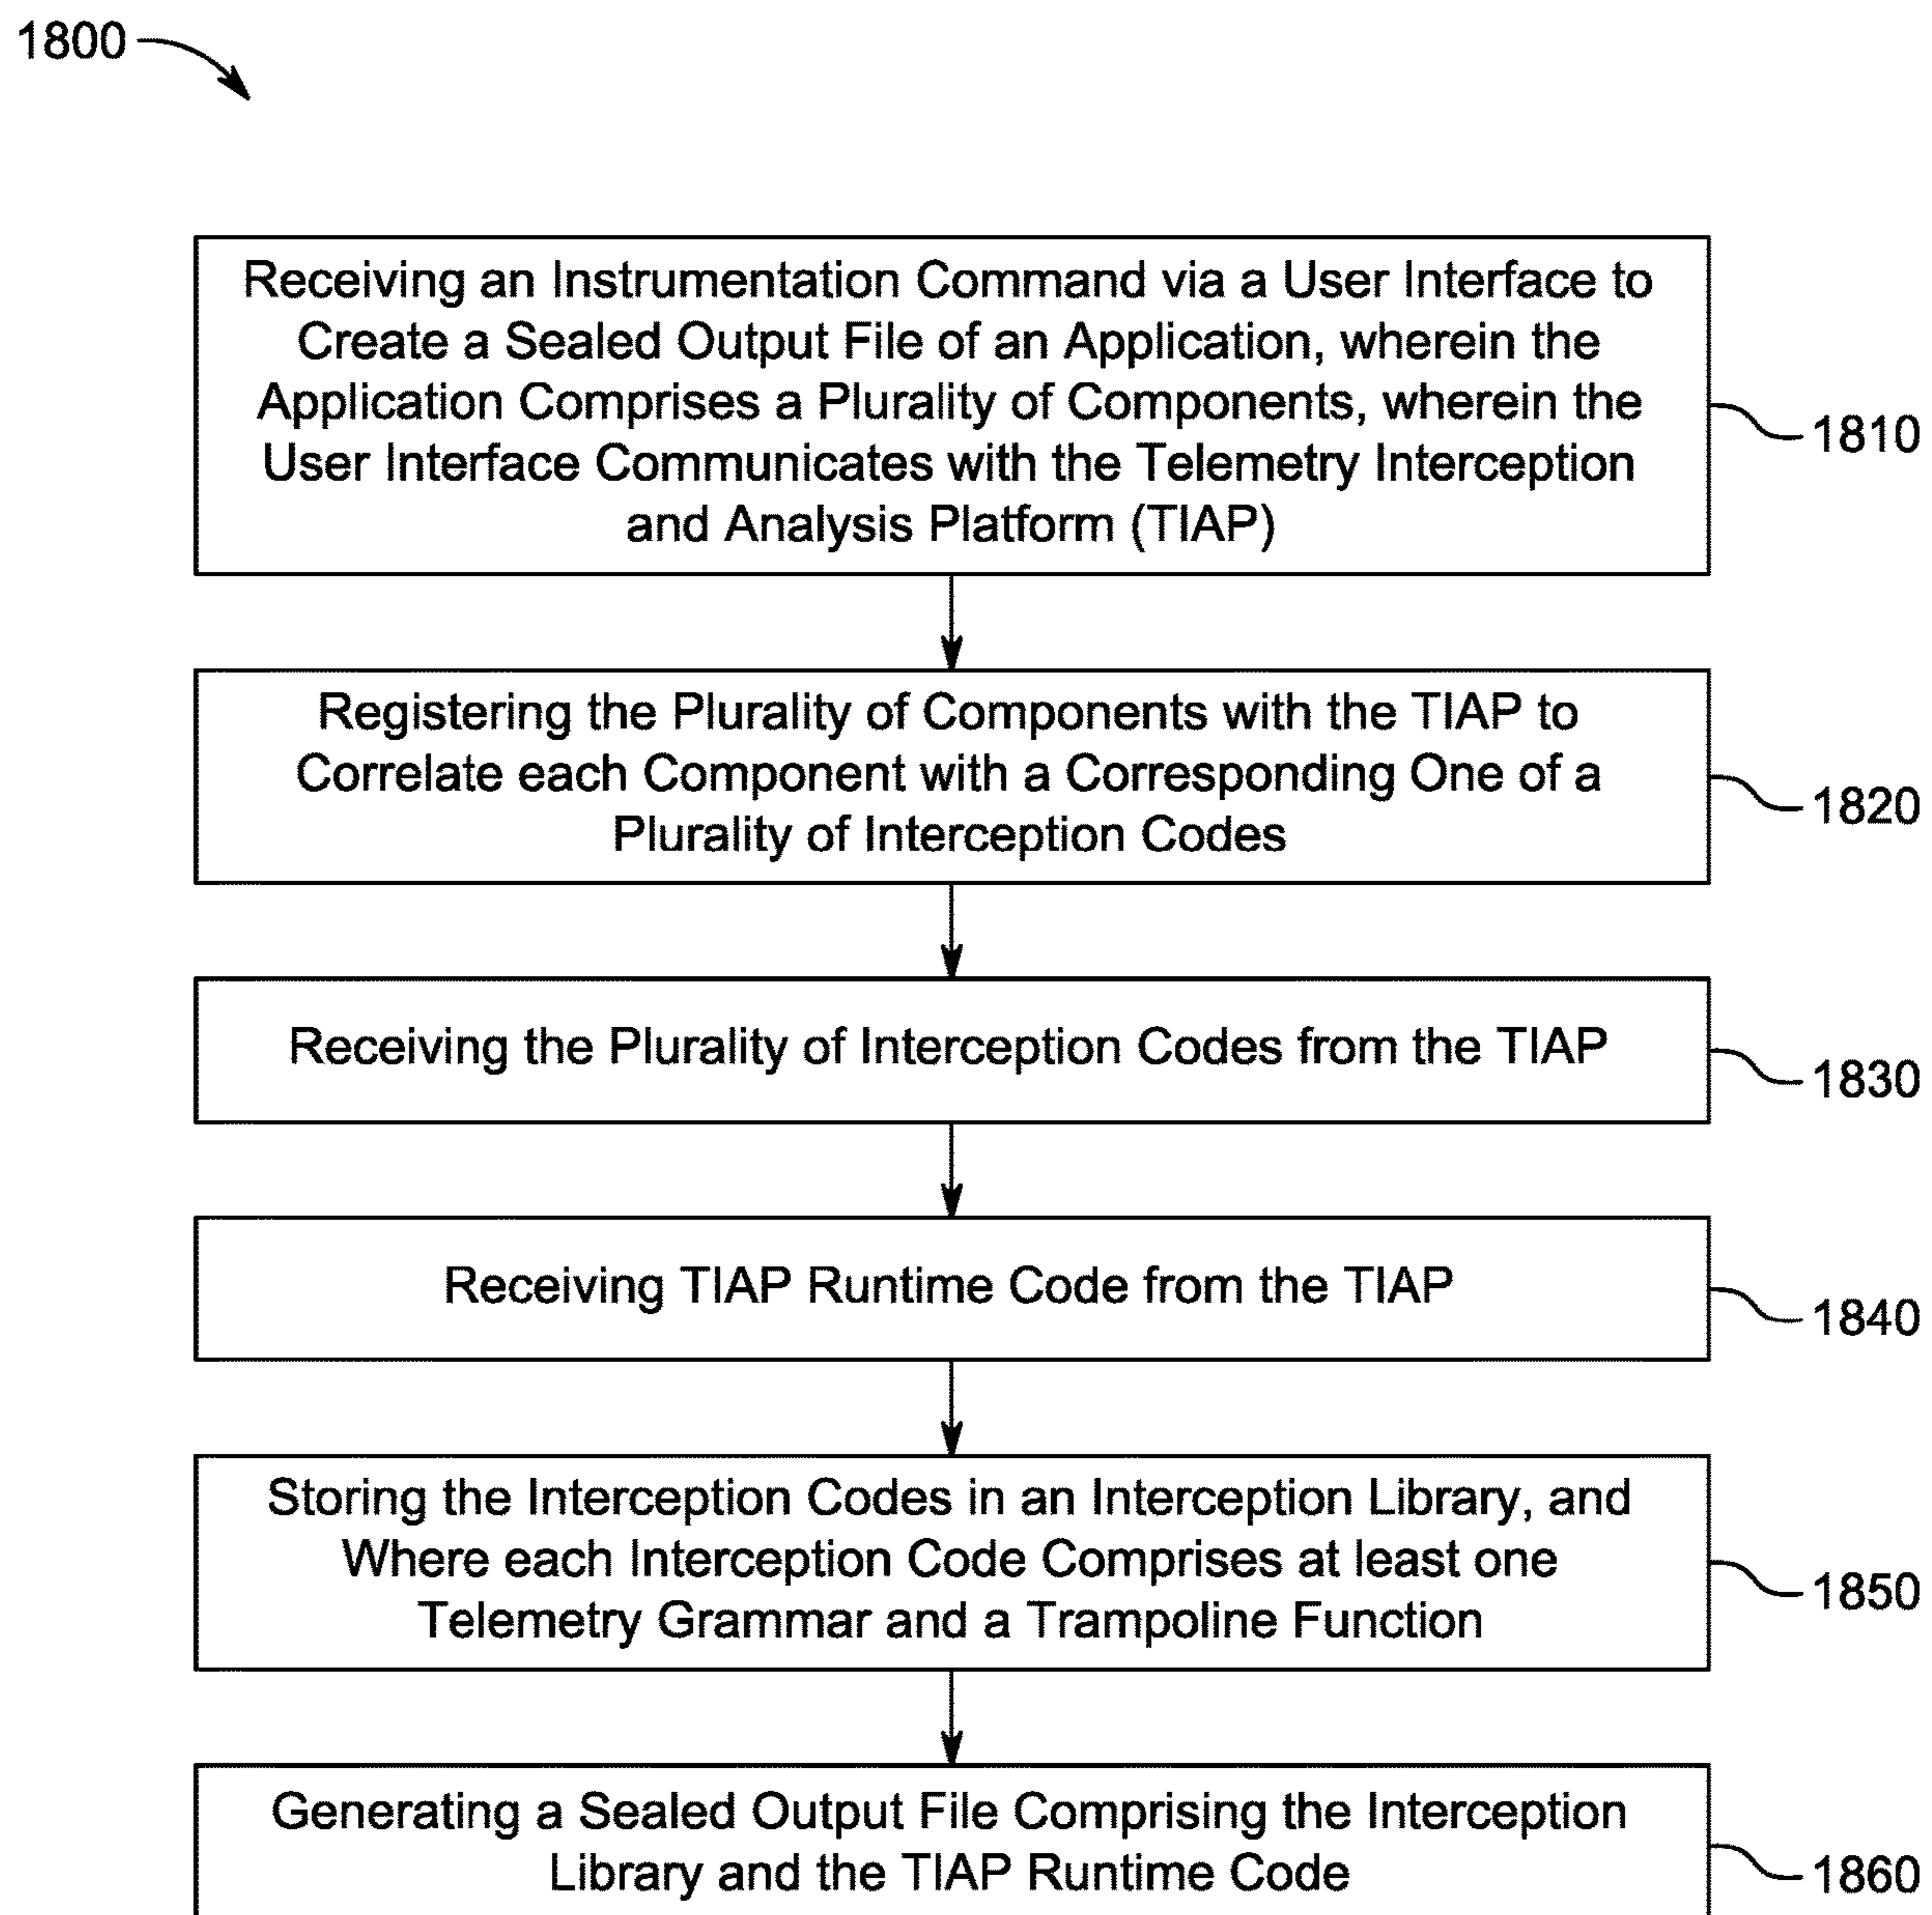 1800
Receiving an Instrumentation Command via a User Interface to
Create a Sealed Output File of an Application, wherein the
Application Comprises a Plurality of Components, wherein the
User Interface Communicates with the Telemetry Interception
and Analysis Platform (TIAP)
1810
Registering the Plurality of Components with the TIAP to
Correlate each Component with a Corresponding One of a
Plurality of Interception Codes
1820
Receiving the Plurality of Interception Codes from the TIAP
1830
Receiving TIAP Runtime Code from the TIAP
1840
Storing the Interception Codes in an Interception Library, and
Where each Interception Code Comprises at least one
Telemetry Grammar and a Trampoline Function
1850
Generating a Sealed Output File Comprising the Interception
Library and the TIAP Runtime Code
1860